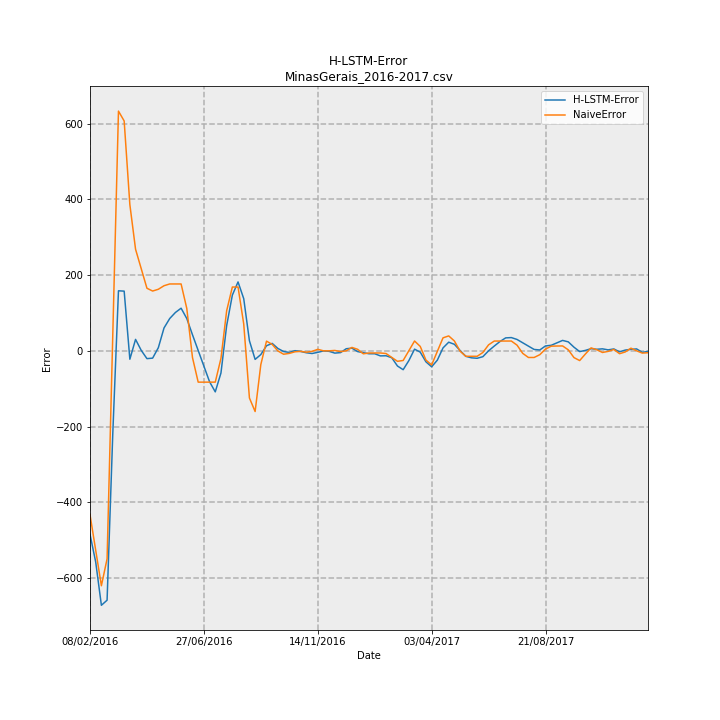 H-LSTM-Error
MinasGerais_2016-2017.csv
H-LSTM-Error
NaiveError
600
400
200
0
−200
−400
−600
Error
08/02/2016 27/06/2016 14/11/2016 03/04/2017 21/08/2017
Date